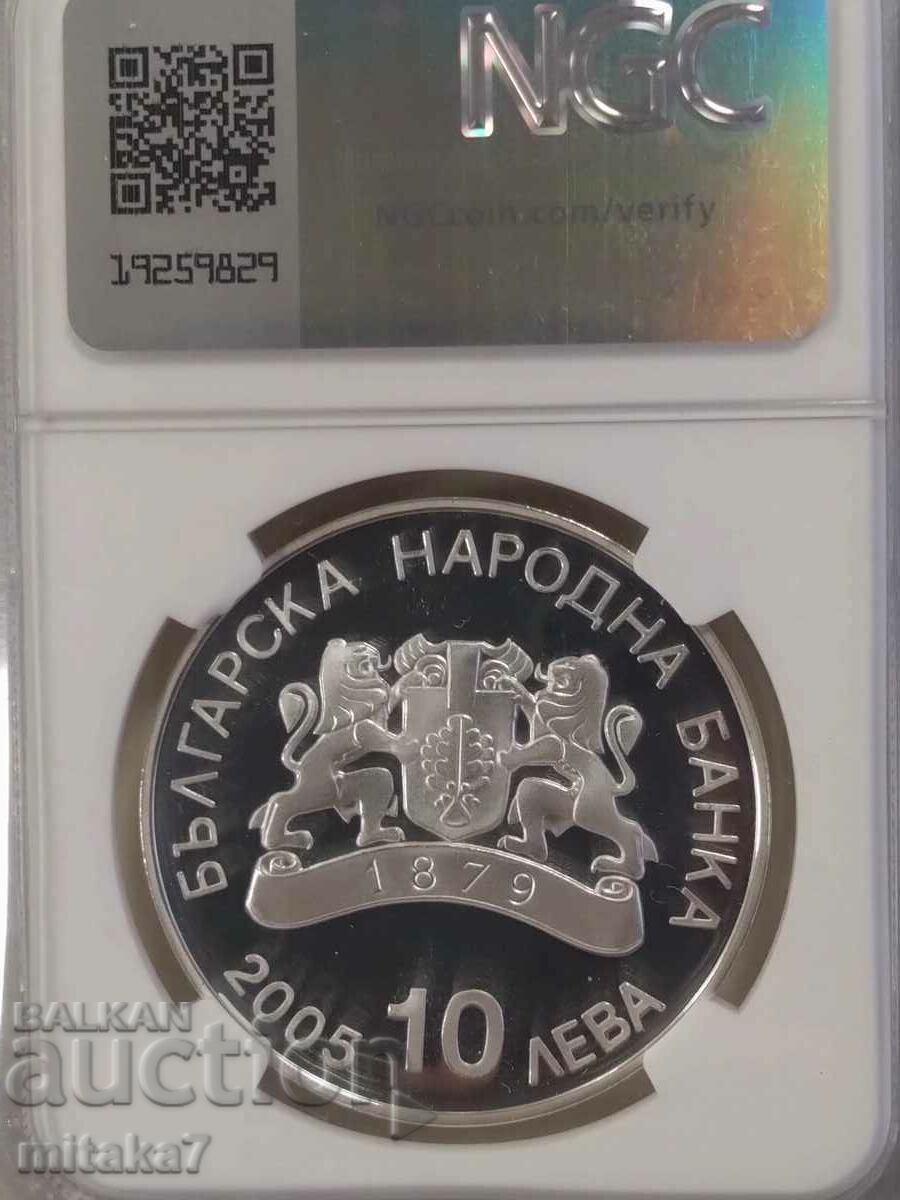 NGC
NGCcoin.com/verify
19259829
БЪЛГАРСКА НАРОДНА БАНКА
1879
2005 10 ЛЕВА
BALKAN
auction
mitaka7